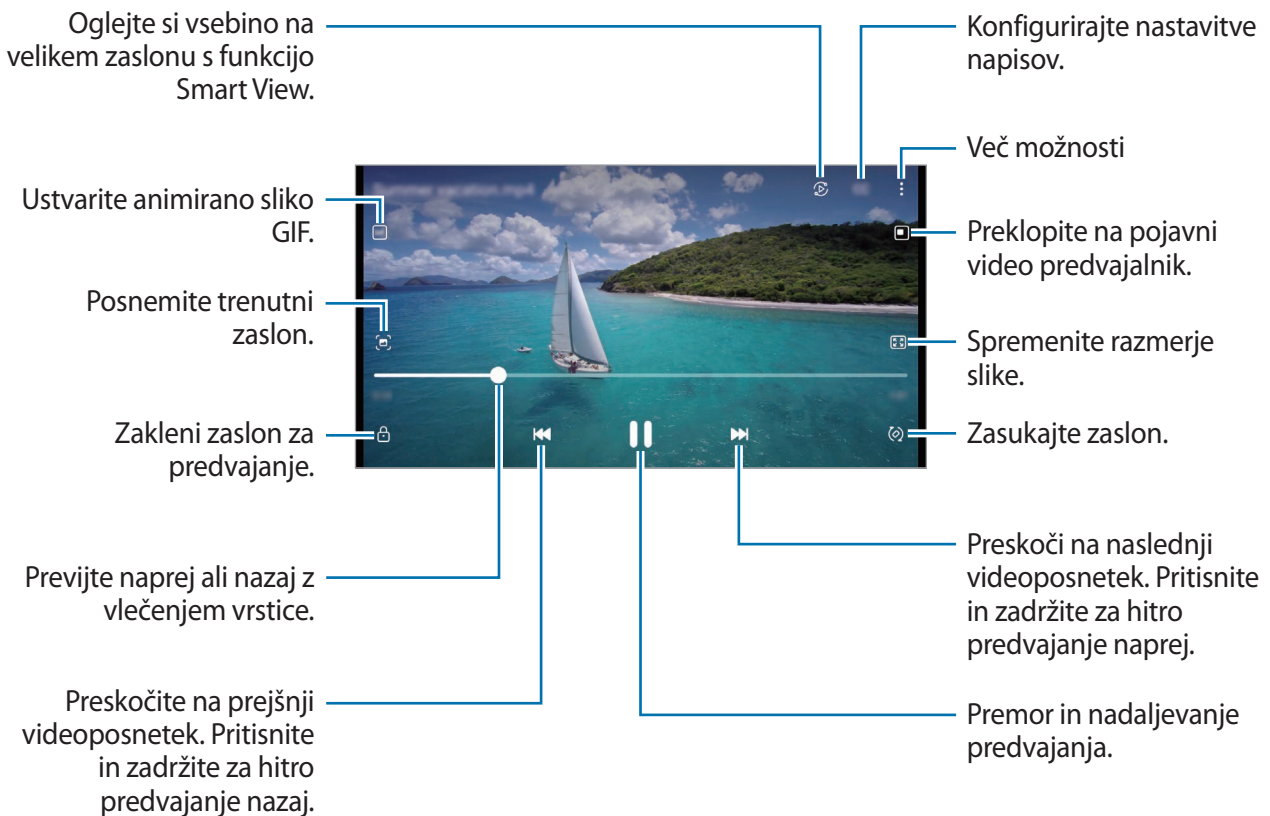 Oglejte si vsebino na
velikem zaslonu s funkcijo
Smart View.
Konfigurirajte nastavitve
napisov.
Več možnosti
Ustvarite animirano sliko
GIF.
Preklopite na pojavni
video predvajalnik.
Posnemite trenutni
zaslon.
Spremenite razmerje
slike.
Zakleni zaslon za
predvajanje.
Zasukajte zaslon.
Previjte naprej ali nazaj z
vlečenjem vrstice.
Preskoči na naslednji
videoposnetek. Pritisnite
in zadržite za hitro
predvajanje naprej.
Preskočite na prejšnji
videoposnetek. Pritisnite
in zadržite za hitro
predvajanje nazaj.
Premor in nadaljevanje
predvajanja.